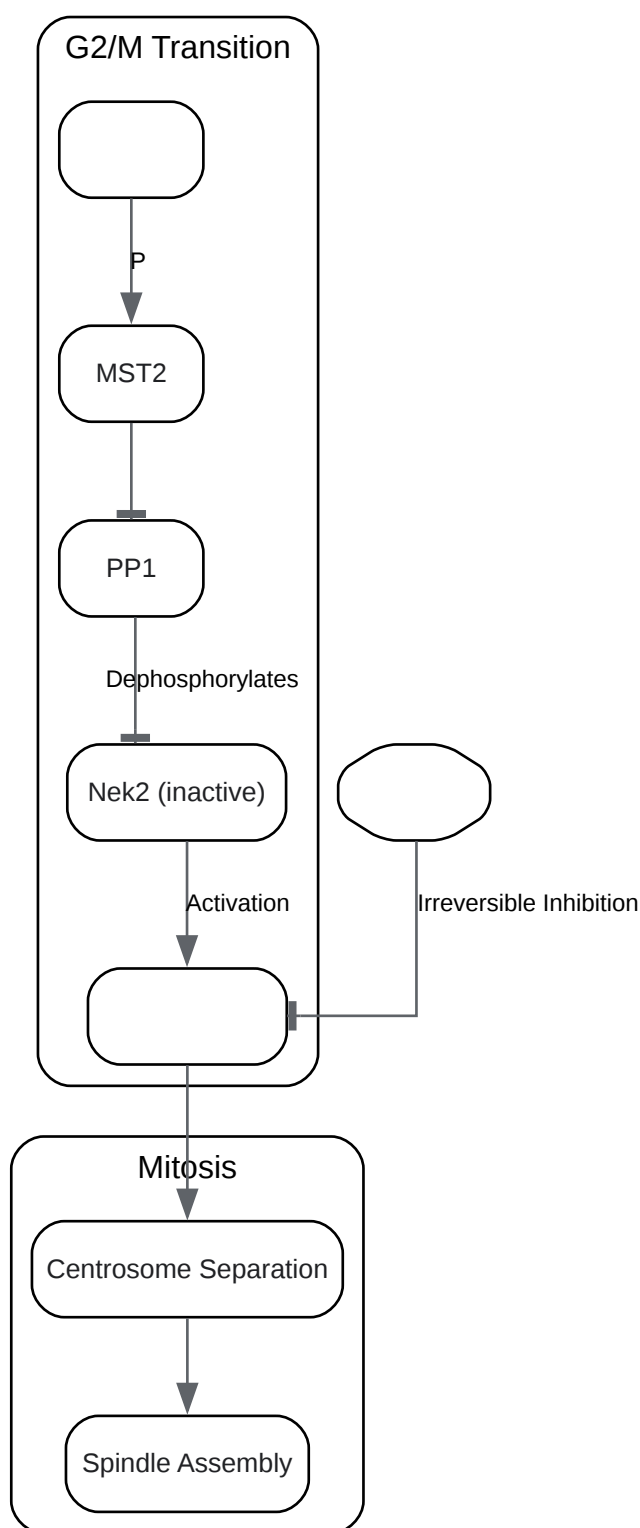 G2/M Transition
P
MST2
PP1
Dephosphorylates
Nek2 (inactive)
Activation
Irreversible Inhibition
Mitosis
Centrosome Separation
Spindle Assembly